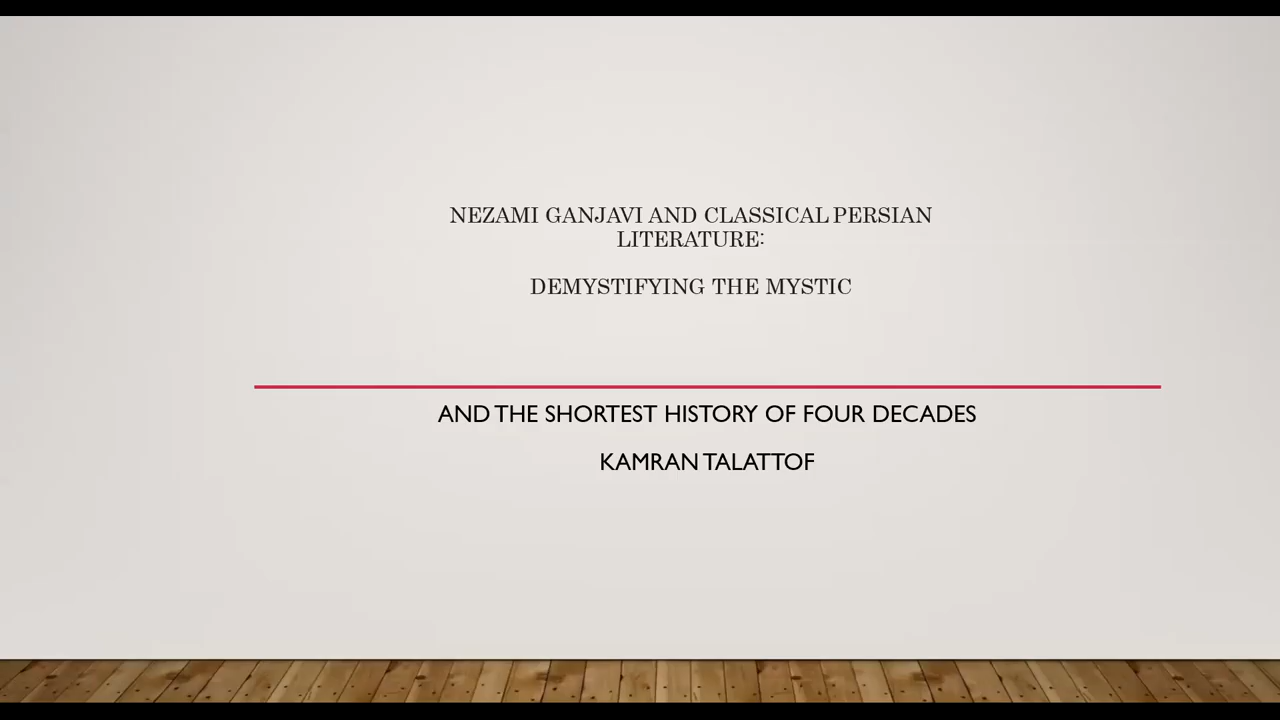 NEZAMI GANJAVI AND CLASSICAL PERSIAN
LITERATURE:
DEMYSTIFYING THE MYSTIC
AND THE SHORTEST HISTORY OF FOUR DECADES
KAMRAN TALATTOF